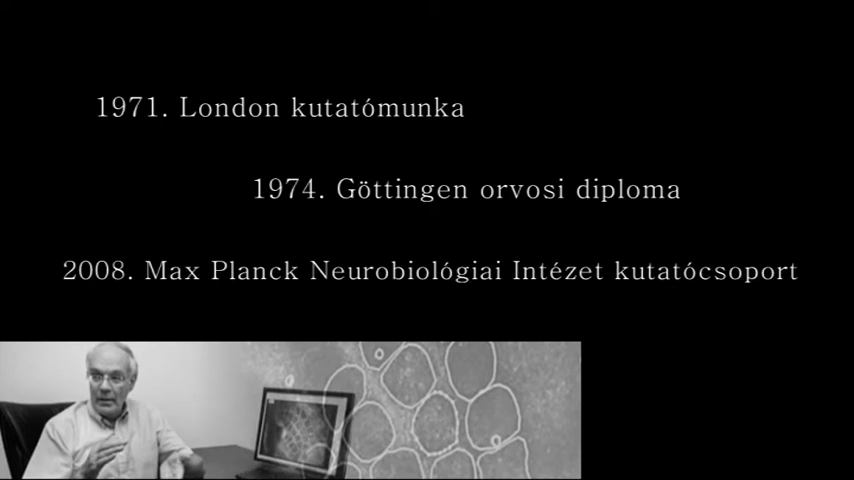 1971. London kutatómunka
1974. Göttingen orvosi diploma
2008. Max Planck Neurobiológiai Intézet kutatócsoport